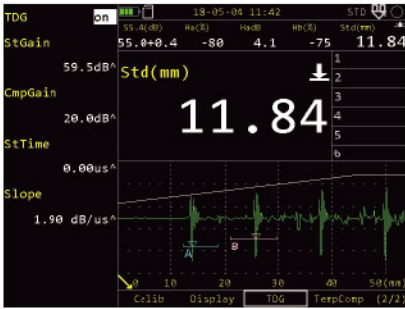 TDG on
18-05-04 11:42 STD
55.4(dB) Ha(%) HadB Hb(%) Std(mm)
55.0+0.4 -80 4.1 -75 11.84
StGain
59.5dB^
CmpGain
20.0dB^
StTime
0.00us^
Slope
1.90 dB/us^
Std(mm)
11.84
1
2
3
4
5
6
A
B
0 10 20 30 40 50(mm)
Calib Display TDG TempComp (2/2)